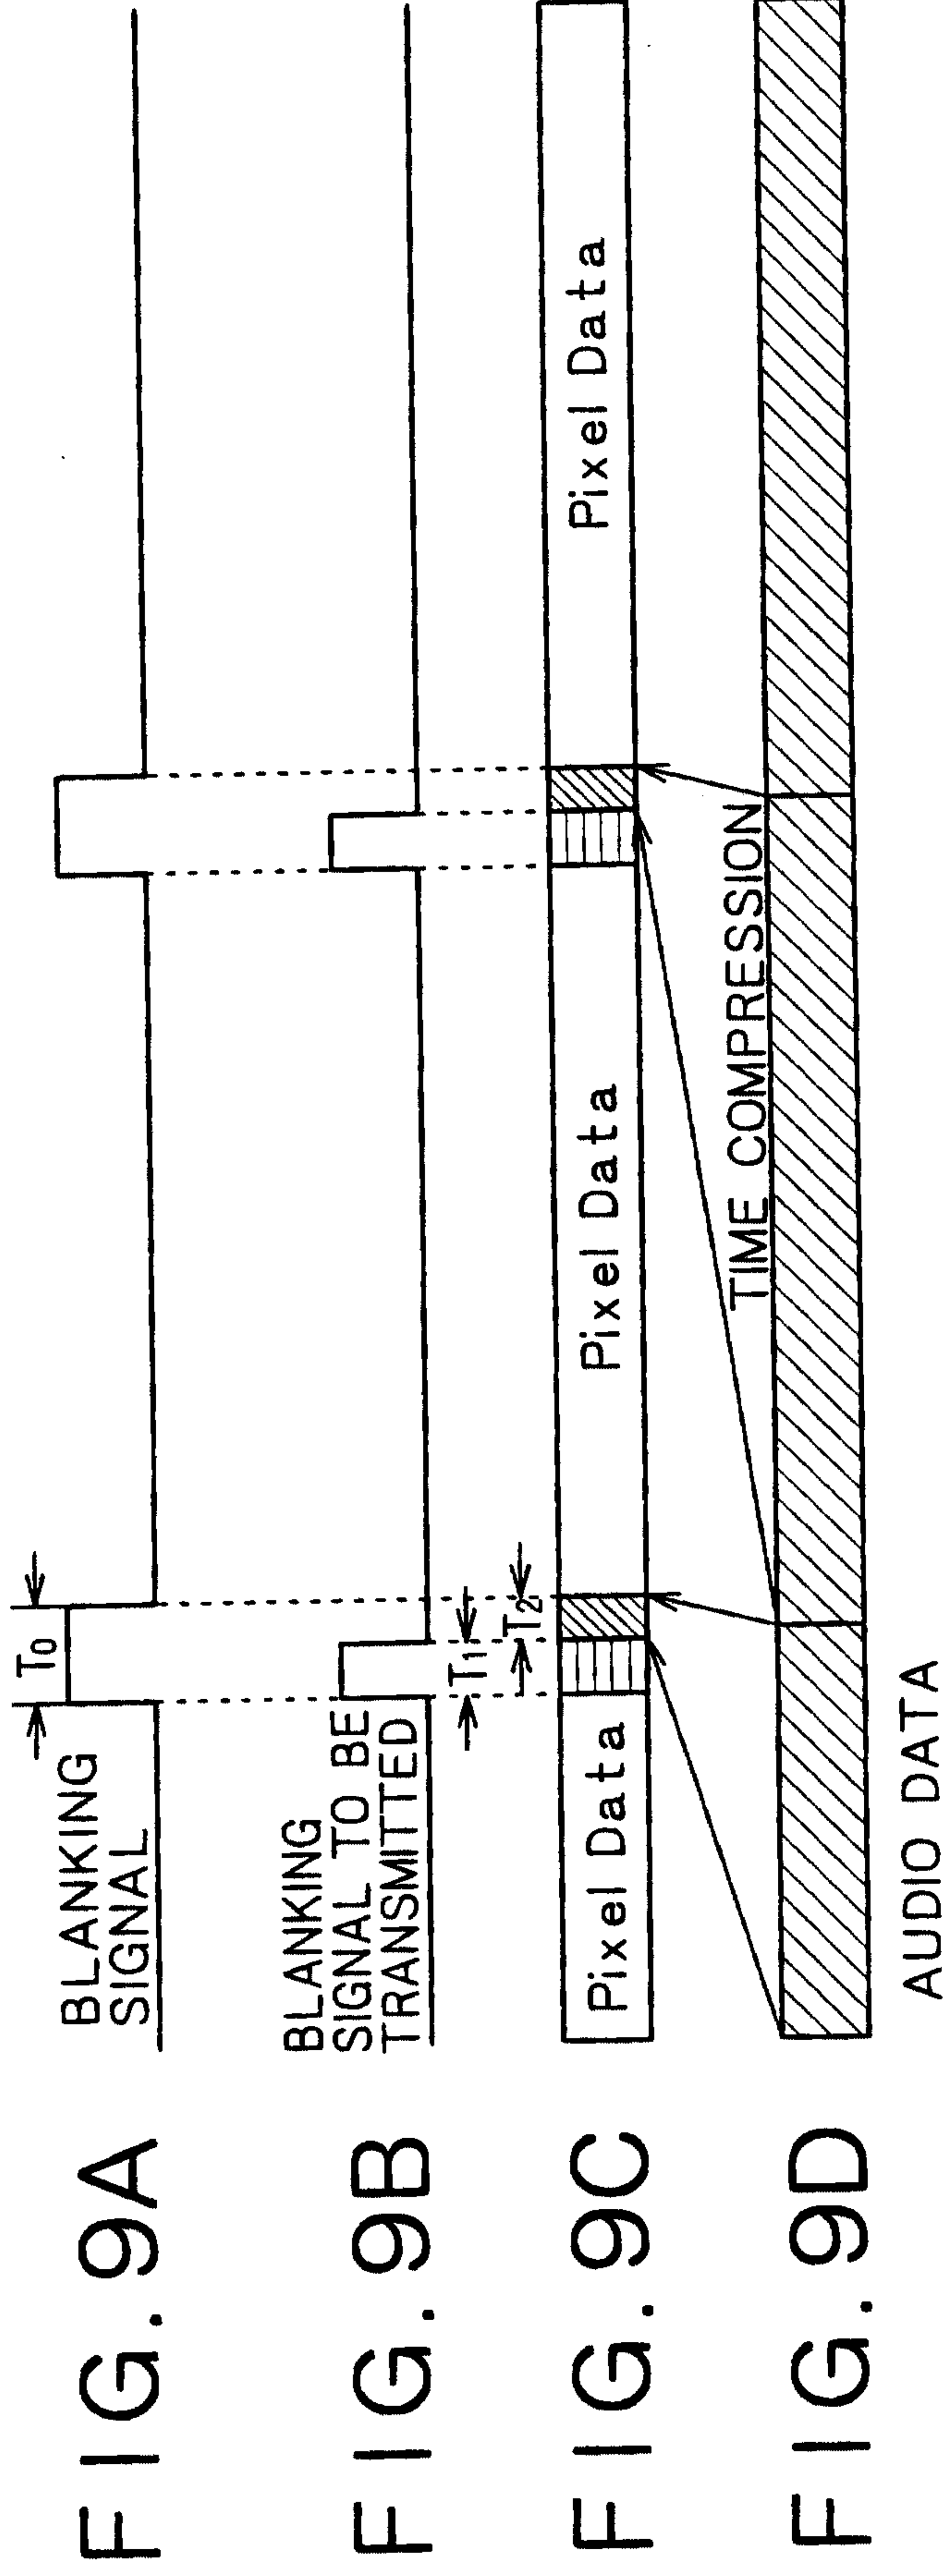 FIG. 9A
BLANKING
SIGNAL
T0
FIG. 9B
BLANKING
SIGNAL TO BE
TRANSMITTED
T1
T2
FIG. 9C
Pixel Data
Pixel Data
Pixel Data
TIME COMPRESSION
FIG. 9D
AUDIO DATA